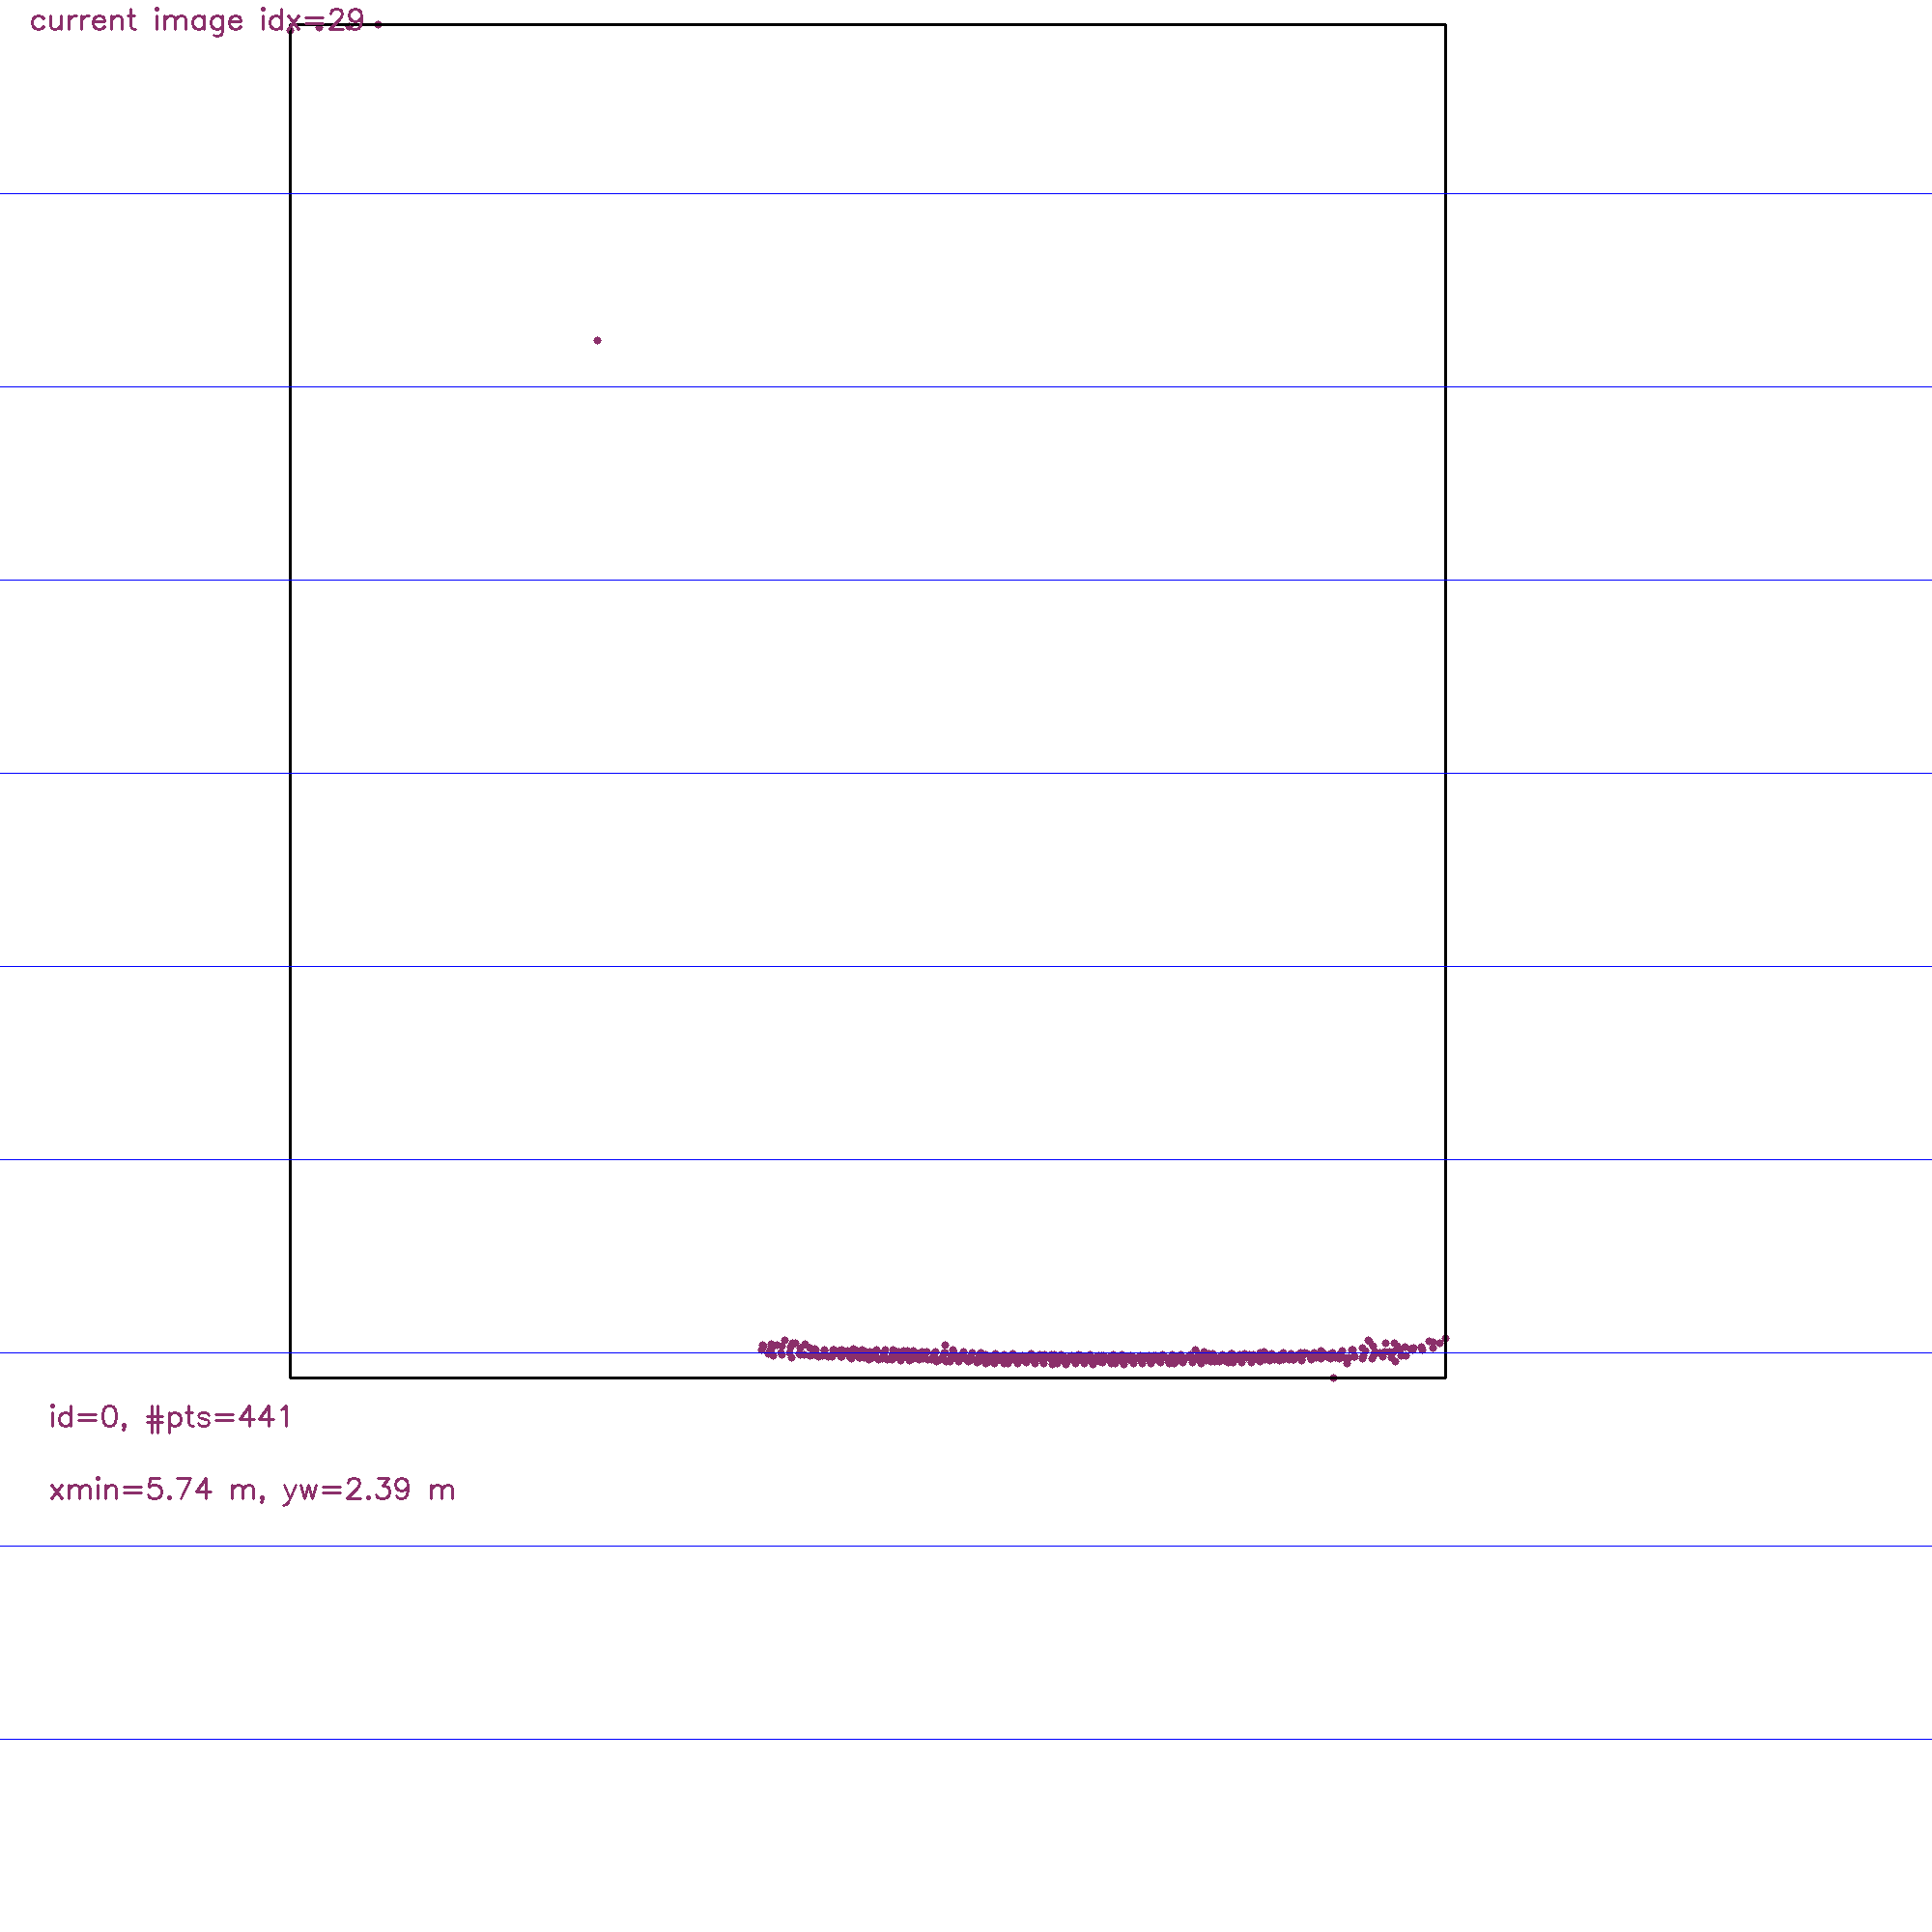 current image idx=29
id=0, #pts=441
xmin=5.74 m, yw=2.39 m